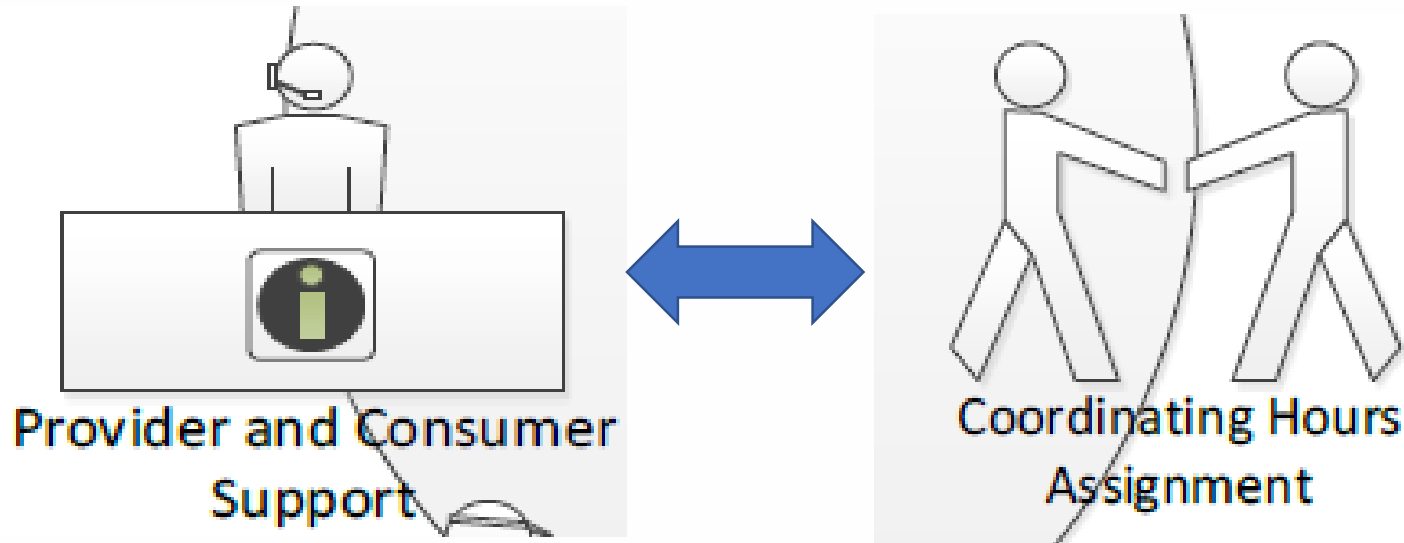 Provider and Consumer
Support
Coordinating Hours
Assignment